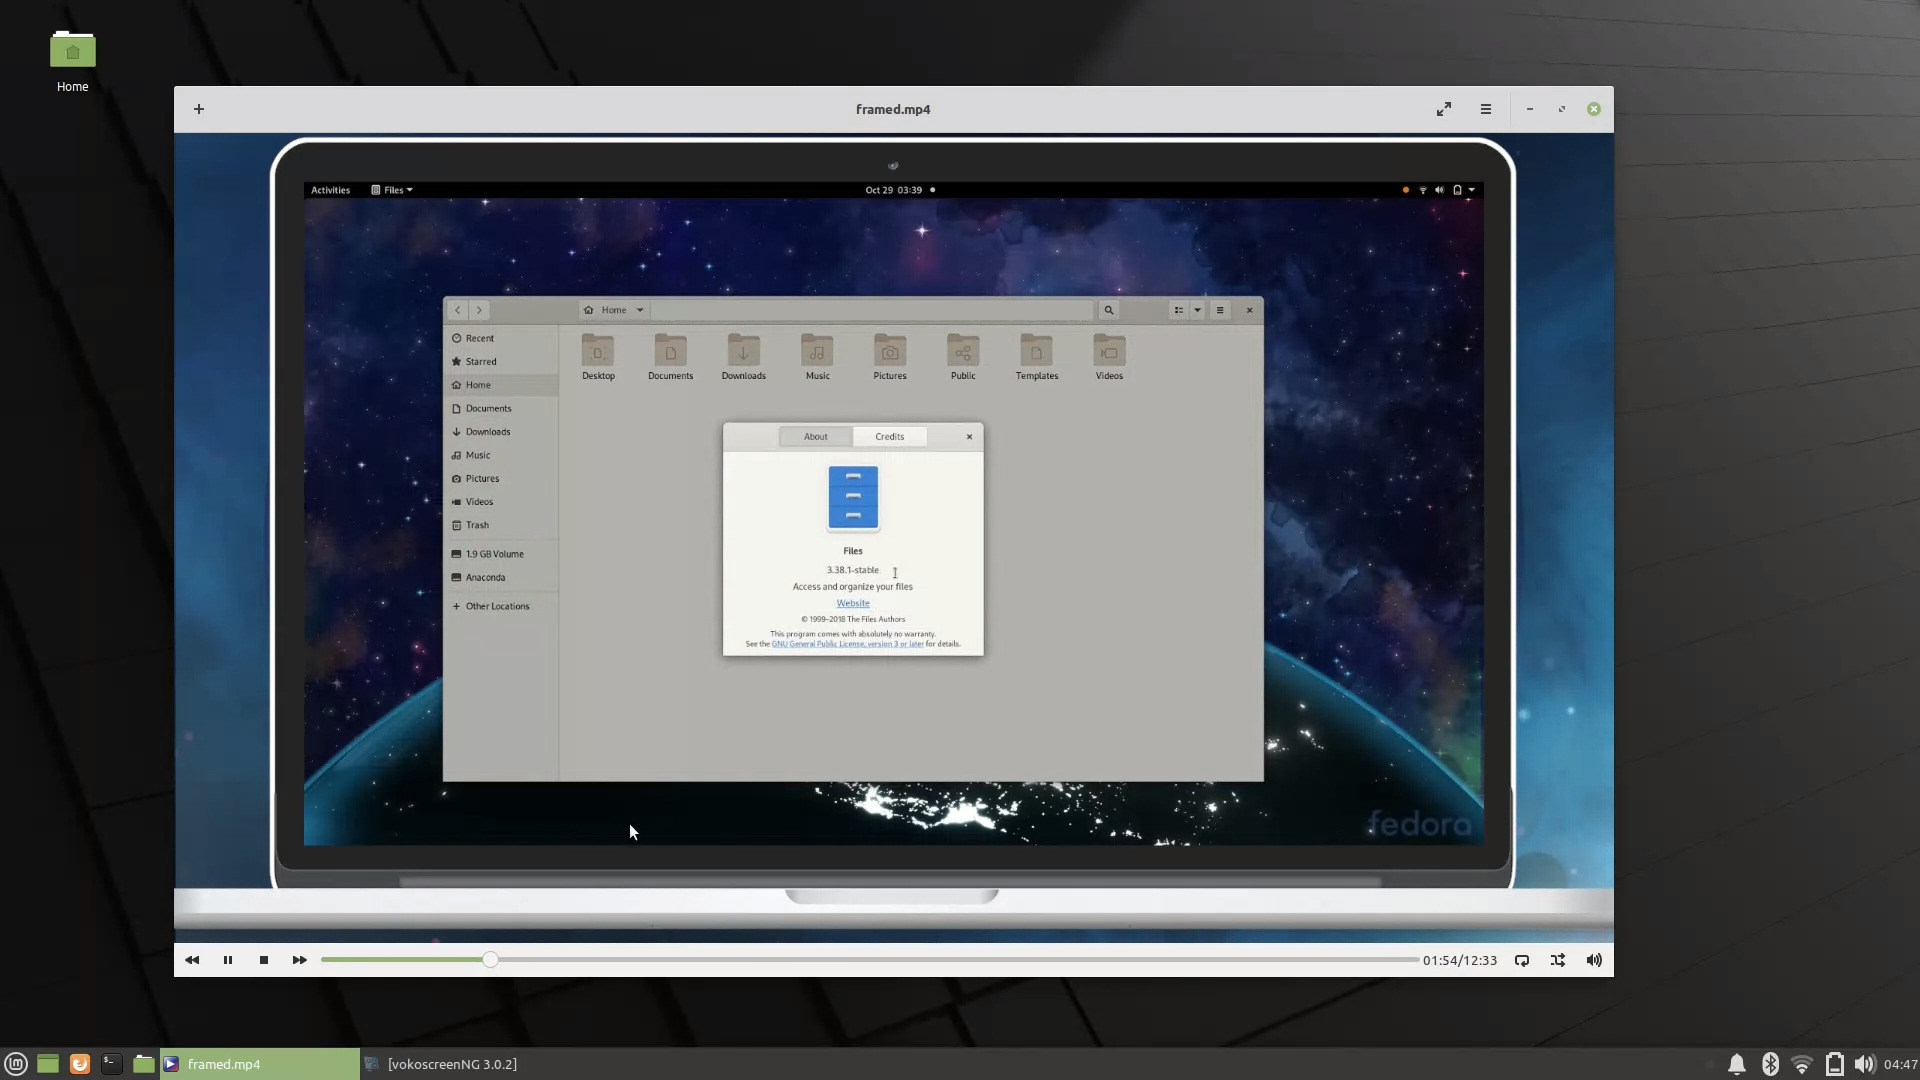 Home
framed.mp4
Activities
Files
Oct 29 03:39
Home
Recent
Starred
Home
Documents
Downloads
Music
Pictures
Videos
Trash
1.9 GB Volume
Anaconda
Other Locations
Desktop
Documents
Downloads
Music
Pictures
Public
Templates
Videos
About
Credits
Files
3.38.1-stable
Access and organize your files
Website
© 1999–2018 The Files Authors
This program comes with absolutely no warranty.
See the GNU General Public License, version 3 or later for details.
fedora
01:54/12:33
framed.mp4
[vokoscreenNG 3.0.2]
04:47